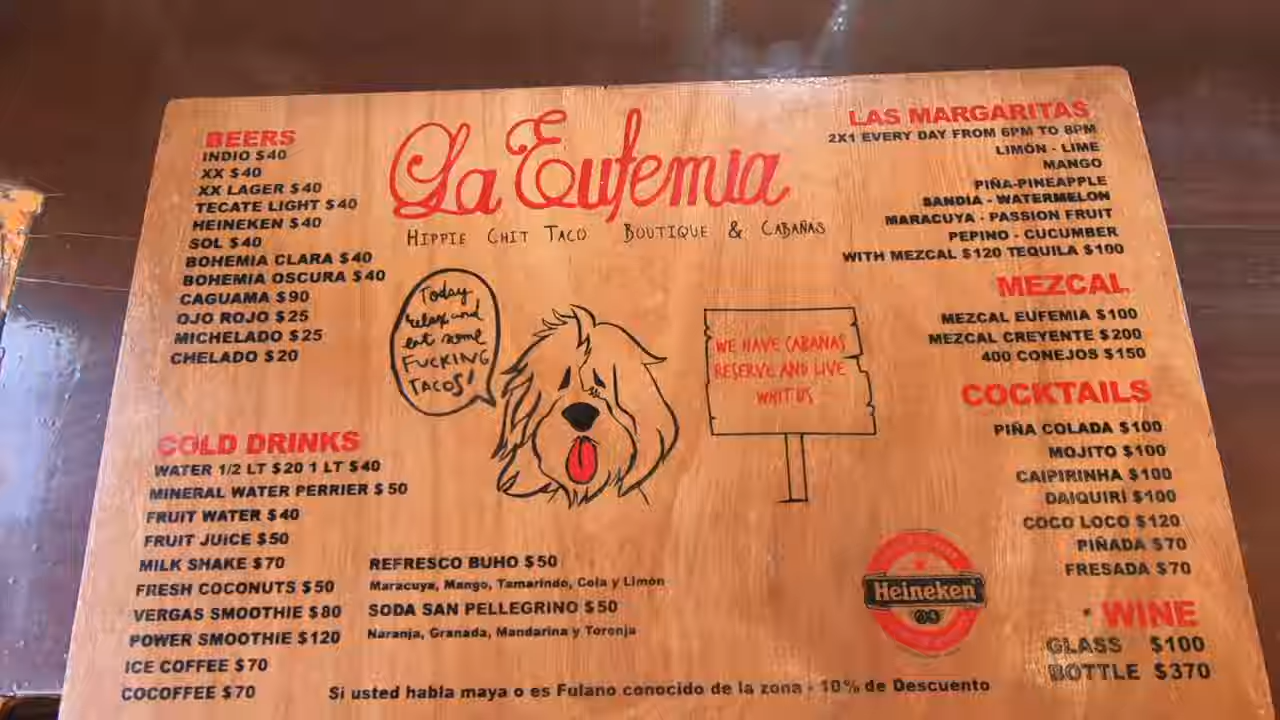 La Eufemia
HIPPIE CHIT TACO BOUTIQUE & CABAÑAS
BEERS
INDIO $40
XX $40
XX LAGER $40
TECATE LIGHT $40
HEINEKEN $40
SOL $40
BOHEMIA CLARA $40
BOHEMIA OSCURA $40
CAGUAMA $90
OJO ROJO $25
MICHELADO $25
CHELADO $20
COLD DRINKS
WATER 1/2 LT $20 1 LT $40
MINERAL WATER PERRIER $50
FRUIT WATER $40
FRUIT JUICE $50
MILK SHAKE $70
FRESH COCONUTS $50
VERGAS SMOOTHIE $80
POWER SMOOTHIE $120
ICE COFFEE $70
COCOFFEE $70
REFRESCO BUHO $50
Maracuya, Mango, Tamarindo, Cola y Limón
SODA SAN PELLEGRINO $50
Naranja, Granada, Mandarina y Toronja
Today
relax and
eat some
FUCKING
TACOS!
WE HAVE CABAÑAS
RESERVE AND LIVE
WHIT US
LAS MARGARITAS
2X1 EVERY DAY FROM 6PM TO 8PM
LIMÓN - LIME
MANGO
PIÑA-PINEAPPLE
SANDÍA - WATERMELON
MARACUYA - PASSION FRUIT
PEPINO - CUCUMBER
WITH MEZCAL $120 TEQUILA $100
MEZCAL
MEZCAL EUFEMIA $100
MEZCAL CREYENTE $200
400 CONEJOS $150
COCKTAILS
PIÑA COLADA $100
MOJITO $100
CAIPIRINHA $100
DAIQUIRÍ $100
COCO LOCO $120
PIÑADA $70
FRESADA $70
Heineken
WINE
GLASS $100
BOTTLE $370
Si usted habla maya o es Fulano conocido de la zona - 10% de Descuento